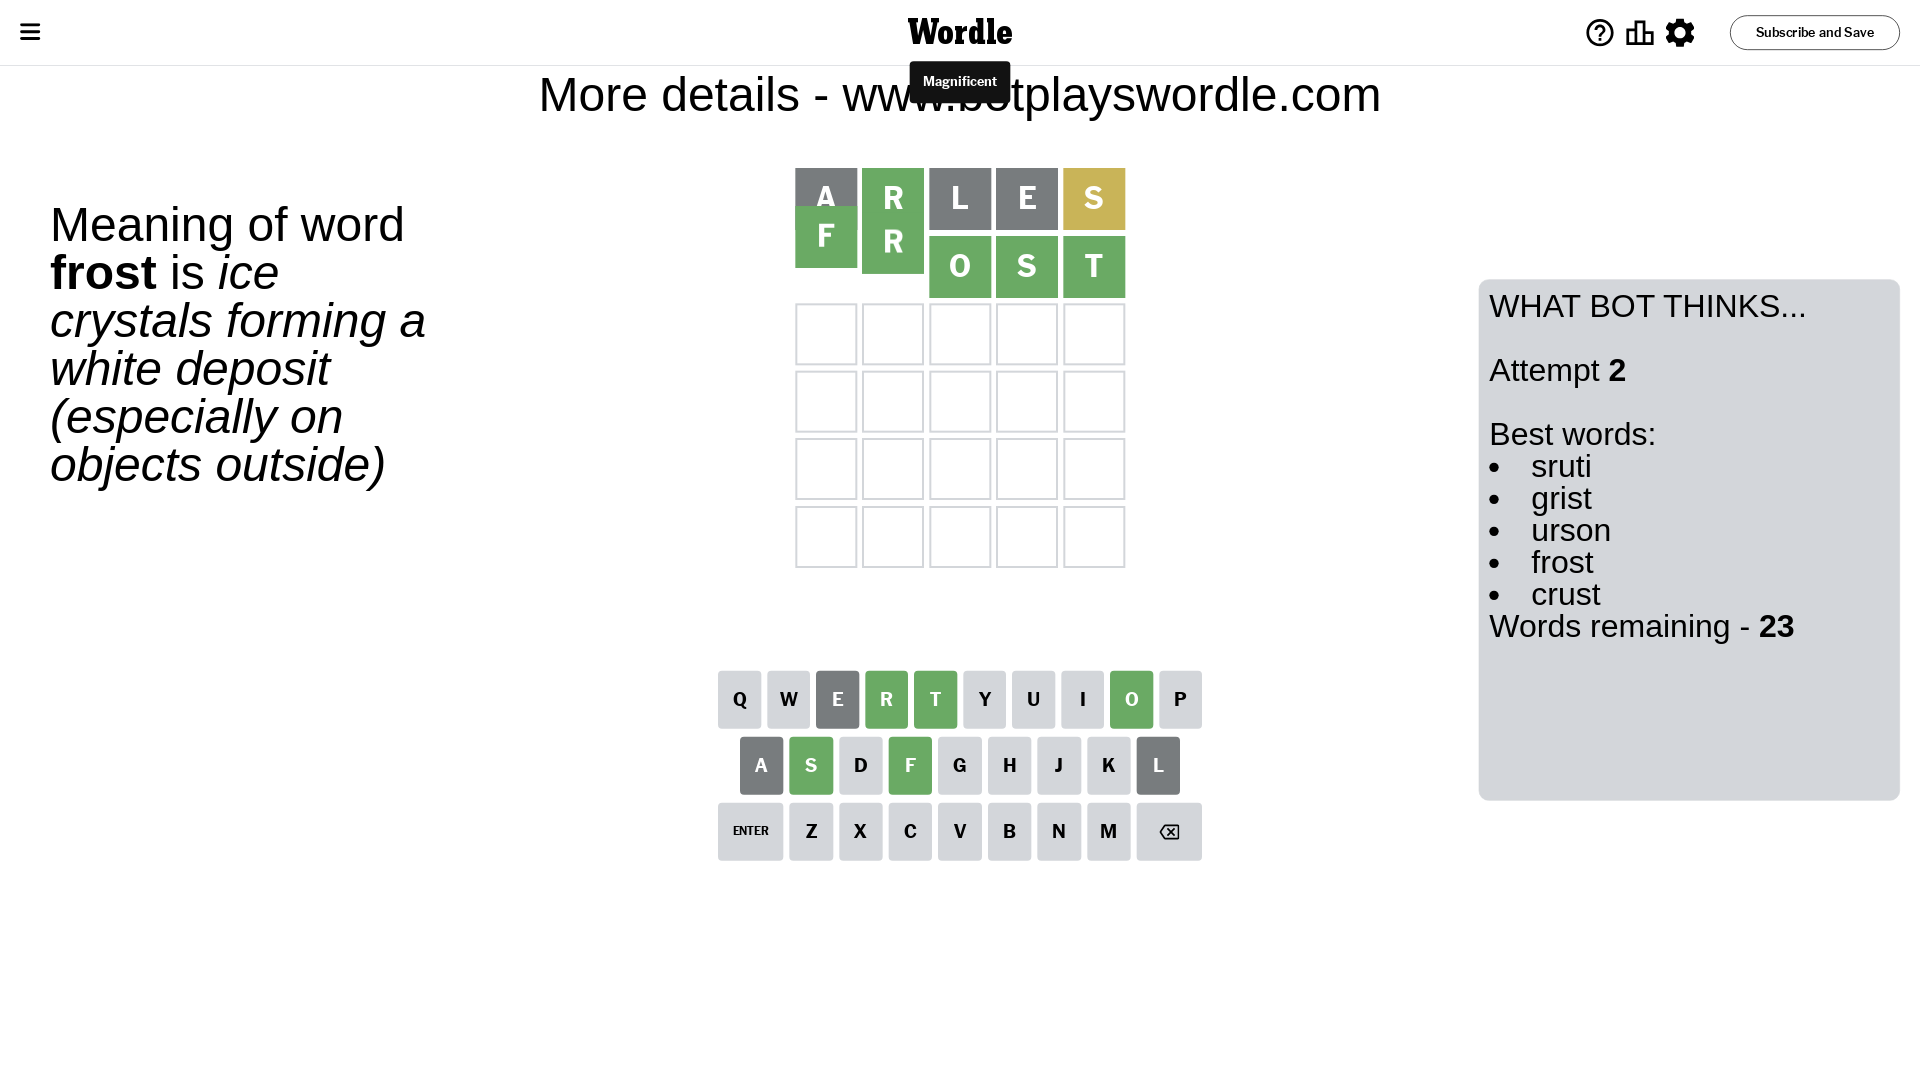 Wordle
Subscribe and Save
Magnificent
More details - www.botplayswordle.com
Meaning of word
frost is ice
crystals forming a
white deposit
(especially on
objects outside)
A R L E S
F R O S T
WHAT BOT THINKS...
Attempt 2
Best words:
• sruti
• grist
• urson
• frost
• crust
Words remaining - 23
Q W E R T Y U I O P
A S D F G H J K L
ENTER Z X C V B N M